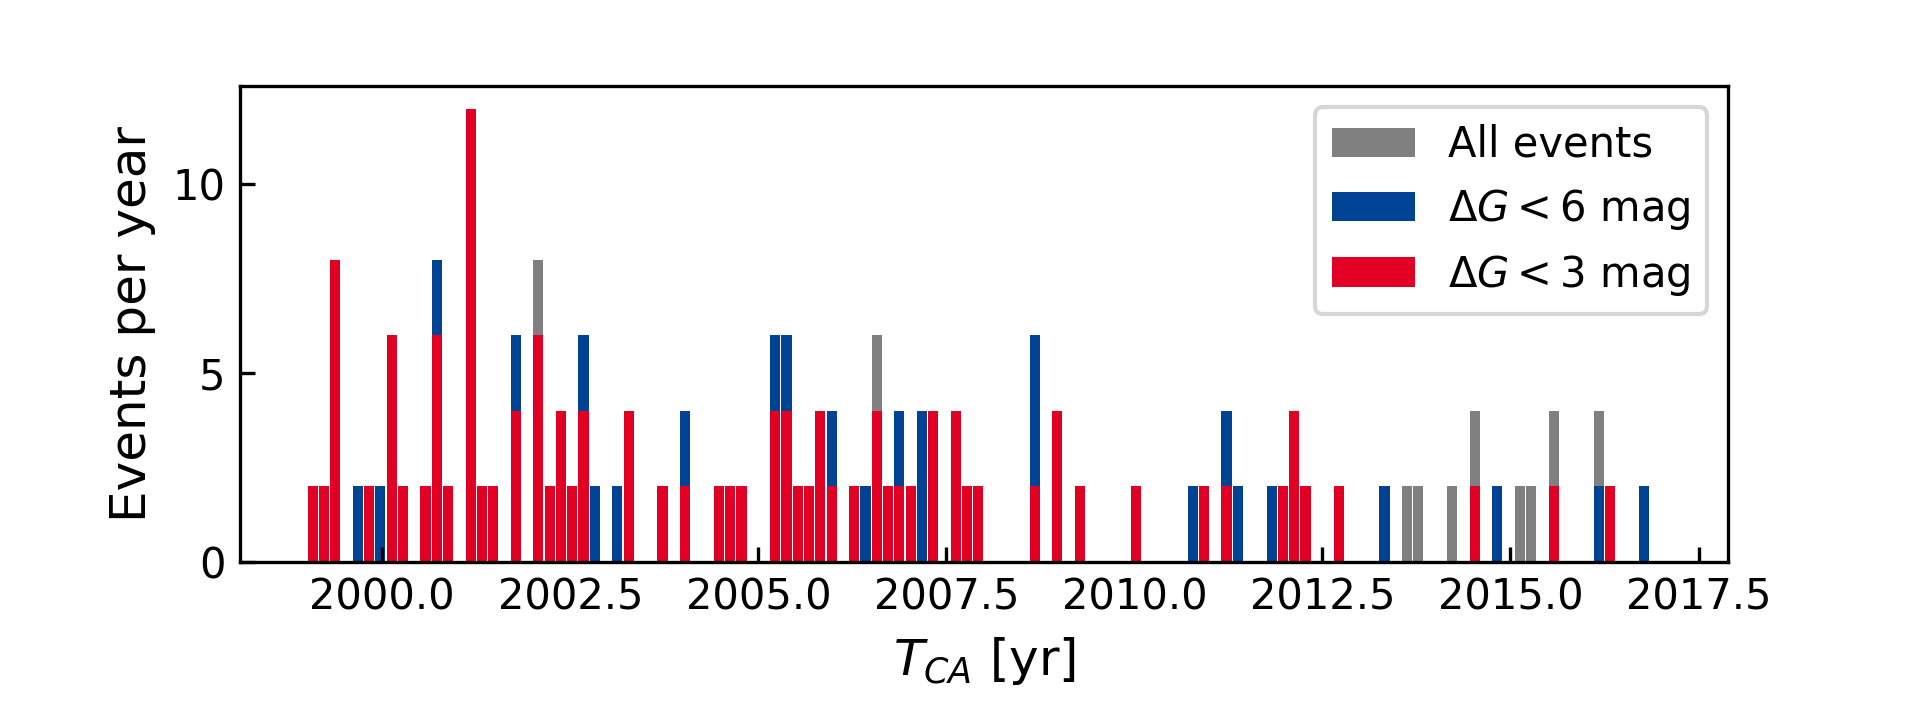 All events
ΔG < 6 mag
ΔG < 3 mag
Events per year
10
5
0
2000.0 2002.5 2005.0 2007.5 2010.0 2012.5 2015.0 2017.5
T_CA [yr]